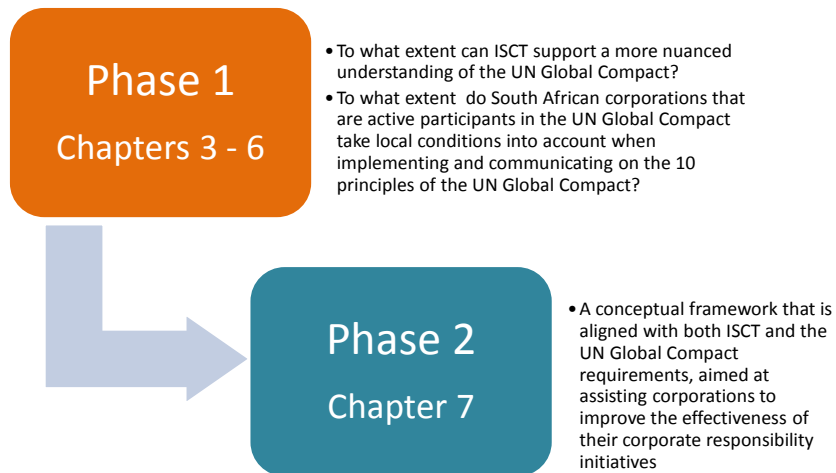 Phase 1
Chapters 3 - 6
• To what extent can ISCT support a more nuanced
understanding of the UN Global Compact?
• To what extent do South African corporations that
are active participants in the UN Global Compact
take local conditions into account when
implementing and communicating on the 10
principles of the UN Global Compact?
Phase 2
Chapter 7
• A conceptual framework that is
aligned with both ISCT and the
UN Global Compact
requirements, aimed at
assisting corporations to
improve the effectiveness of
their corporate responsibility
initiatives